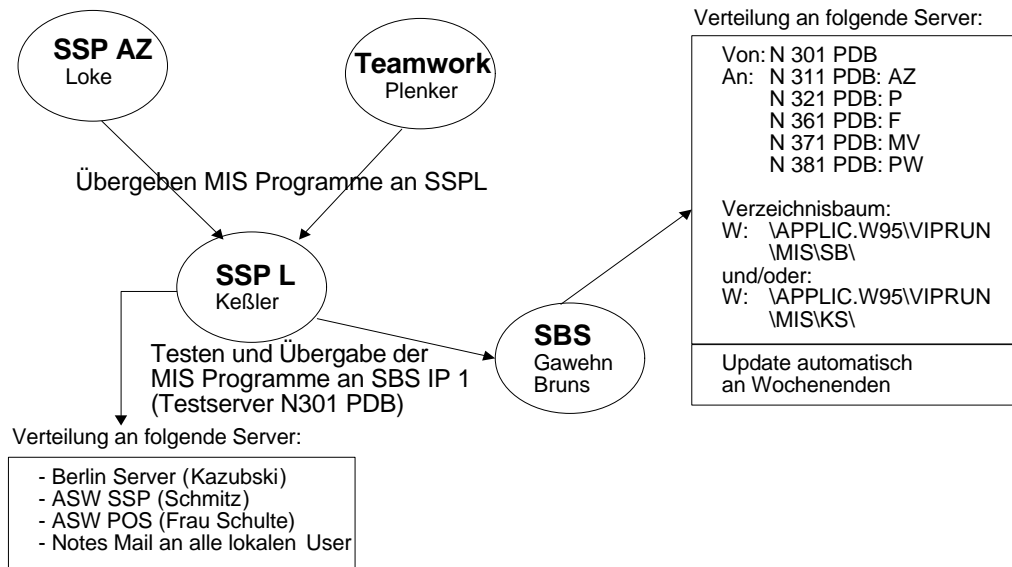 SSP AZ
Loke
Teamwork
Plenker
Übergeben MIS Programme an SSPL
SSP L
Keßler
Testen und Übergabe der
MIS Programme an SBS IP 1
(Testserver N301 PDB)
SBS
Gawehn
Bruns
Verteilung an folgende Server:
- Berlin Server (Kazubski)
- ASW SSP (Schmitz)
- ASW POS (Frau Schulte)
- Notes Mail an alle lokalen User
Verteilung an folgende Server:
Von: N 301 PDB
An: N 311 PDB: AZ
N 321 PDB: P
N 361 PDB: F
N 371 PDB: MV
N 381 PDB: PW
Verzeichnisbaum:
W: \APPLIC.W95\VIPRUN
\MIS\SB\
und/oder:
W: \APPLIC.W95\VIPRUN
\MIS\KS\
Update automatisch
an Wochenenden